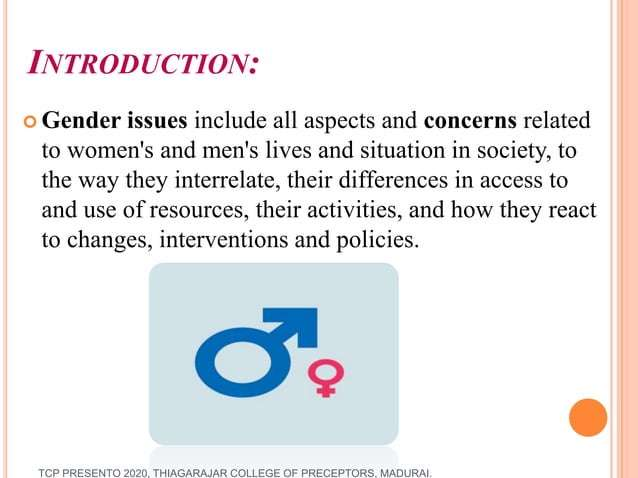 INTRODUCTION:
Gender issues include all aspects and concerns related
to women's and men's lives and situation in society, to
the way they interrelate, their differences in access to
and use of resources, their activities, and how they react
to changes, interventions and policies.
TCP PRESENTO 2020, THIAGARAJAR COLLEGE OF PRECEPTORS, MADURAI.